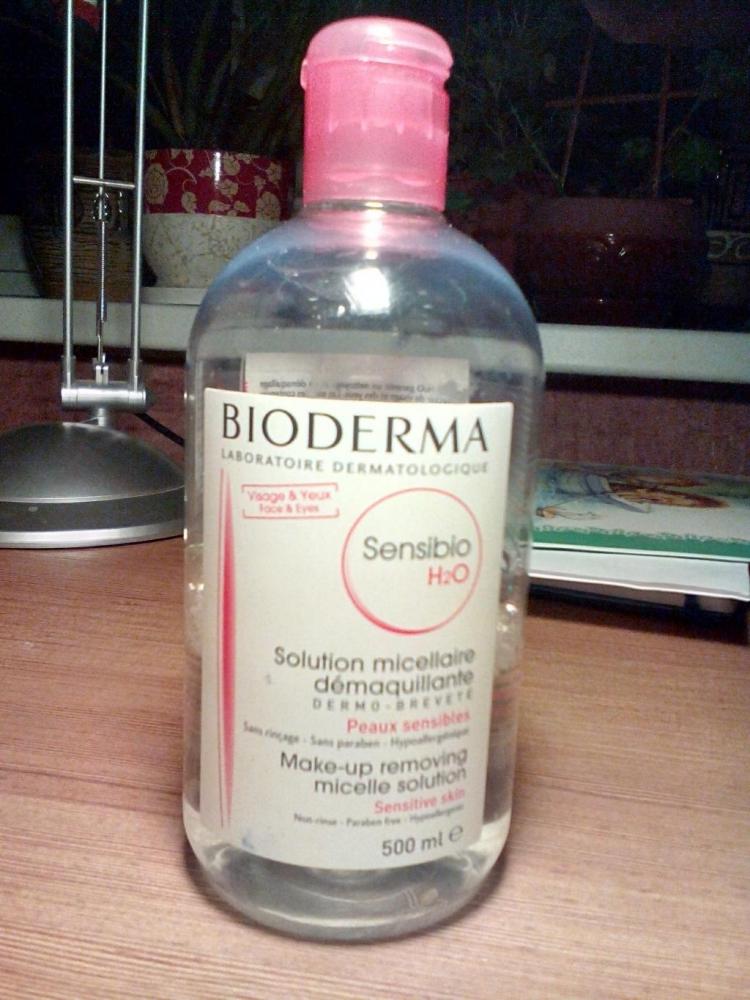 BIODERMA
LABORATOIRE DERMATOLOGIQUE
Visage & Yeux
Face & Eyes
Sensibio
H2O
Solution micellaire
démaquillante
DERMO-BREVETÉ
Peaux sensibles
Sans rinçage - Sans paraben - Hypoallergénique
Make-up removing
micelle solution
Sensitive skin
Non-rinse - Paraben free - Hypoallergenic
500 ml ℮